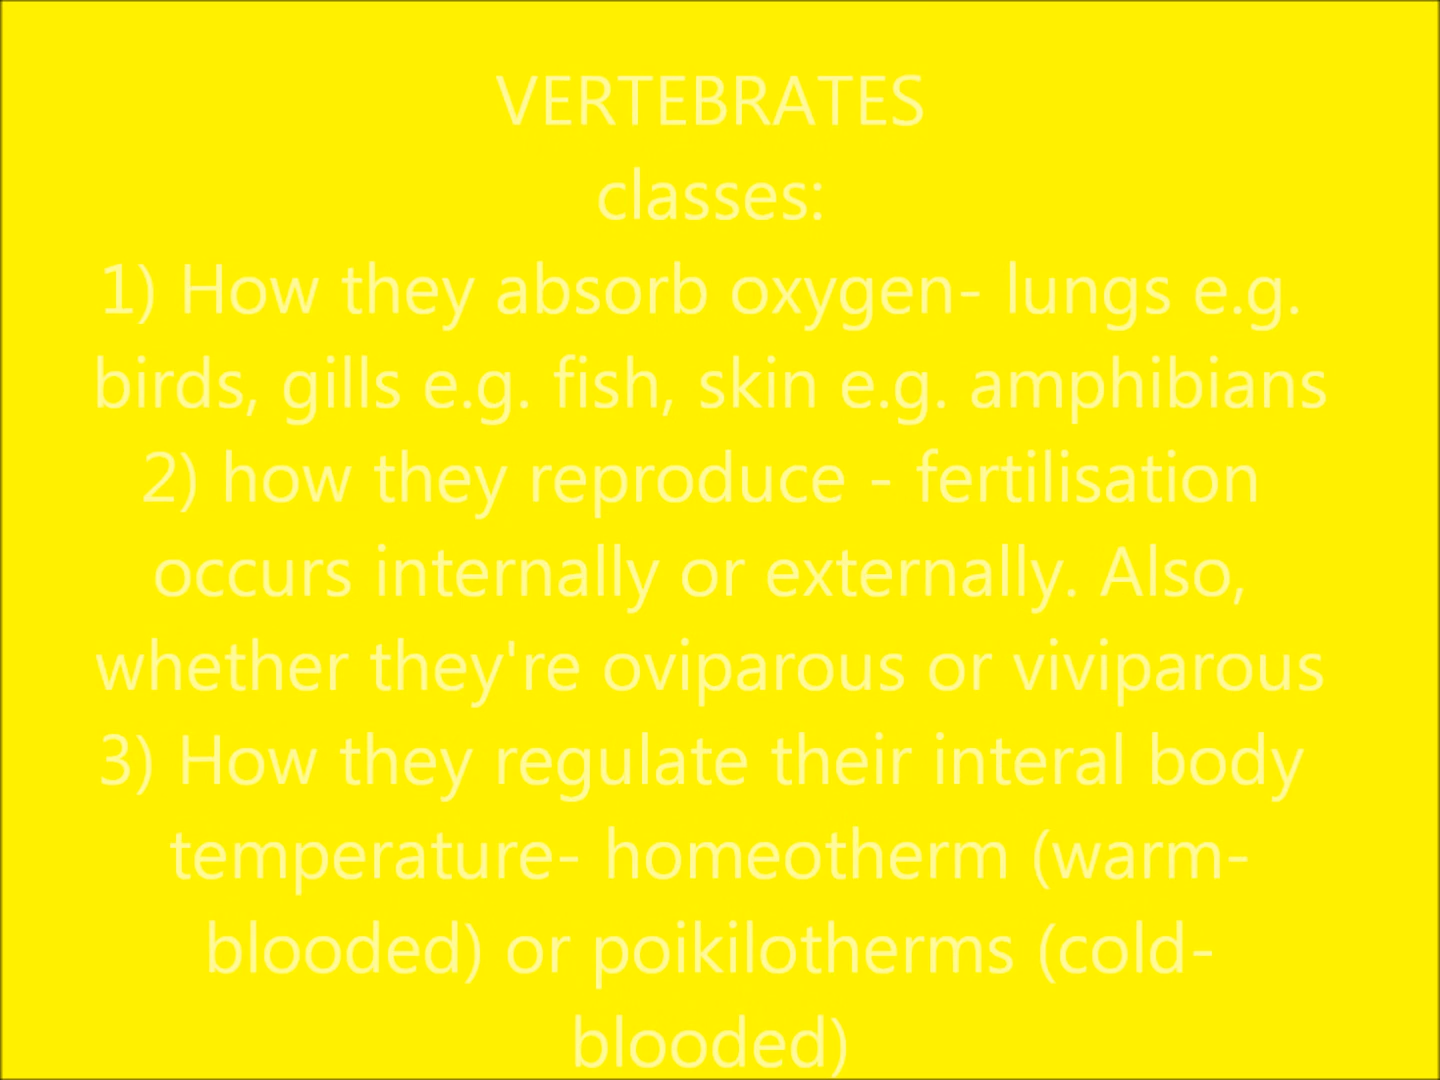 VERTEBRATES
classes:
1) How they absorb oxygen- lungs e.g.
birds, gills e.g. fish, skin e.g. amphibians
2) how they reproduce - fertilisation
occurs internally or externally. Also,
whether they're oviparous or viviparous
3) How they regulate their interal body
temperature- homeotherm (warm-
blooded) or poikilotherms (cold-
blooded)